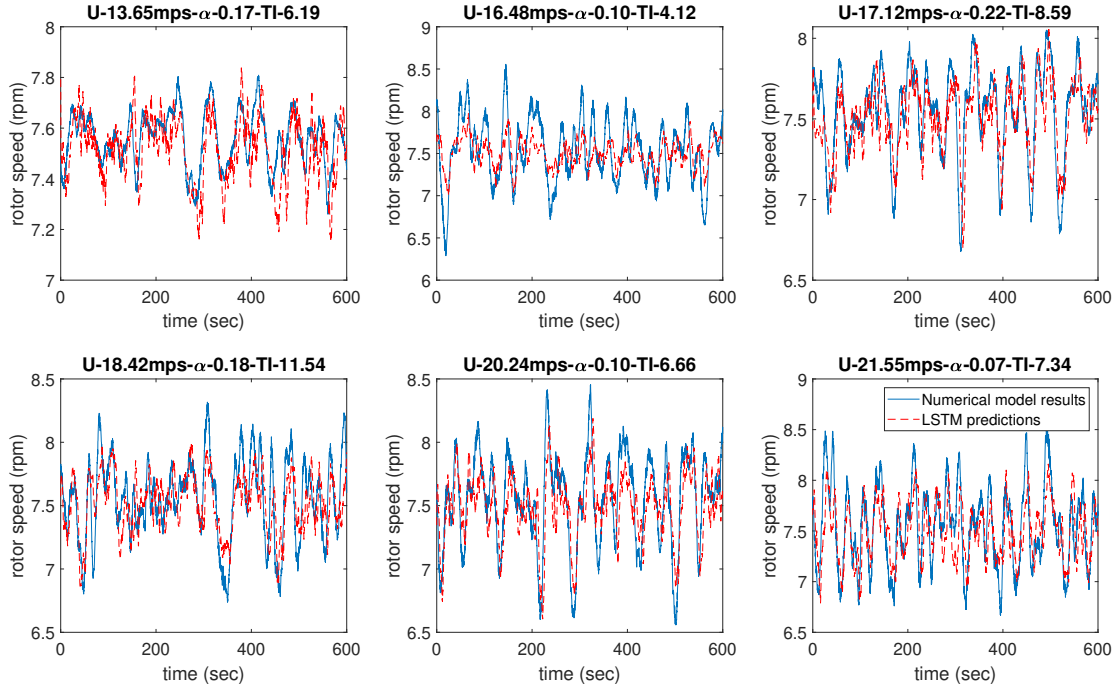 U-13.65mps-α-0.17-TI-6.19
8
7.8
7.6
7.4
7.2
7
rotor speed (rpm)
0 200 400 600
time (sec)
U-16.48mps-α-0.10-TI-4.12
9
8.5
8
7.5
7
6.5
6
rotor speed (rpm)
0 200 400 600
time (sec)
U-17.12mps-α-0.22-TI-8.59
8
7.5
7
6.5
rotor speed (rpm)
0 200 400 600
time (sec)
U-18.42mps-α-0.18-TI-11.54
8.5
8
7.5
7
6.5
rotor speed (rpm)
0 200 400 600
time (sec)
U-20.24mps-α-0.10-TI-6.66
8.5
8
7.5
7
6.5
rotor speed (rpm)
0 200 400 600
time (sec)
U-21.55mps-α-0.07-TI-7.34
Numerical model results
LSTM predictions
9
8.5
8
7.5
7
6.5
rotor speed (rpm)
0 200 400 600
time (sec)